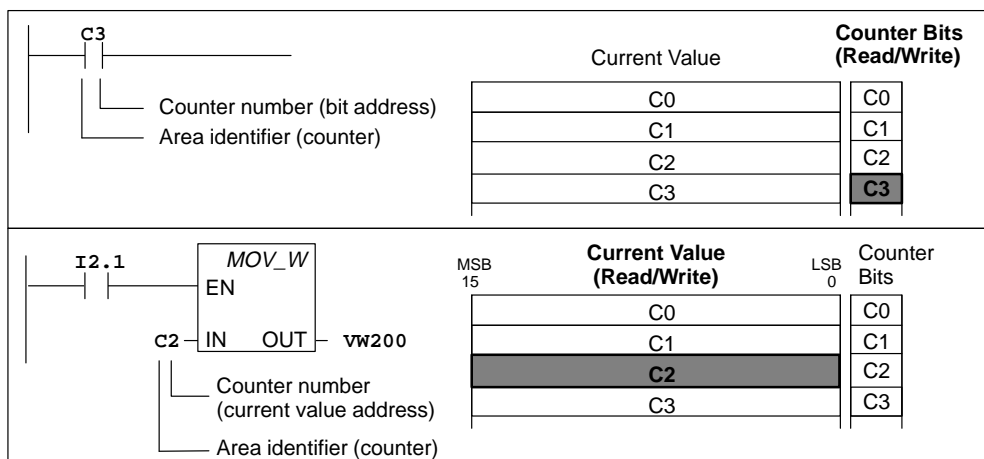 C3
Counter number (bit address)
Area identifier (counter)
Current Value
Counter Bits
(Read/Write)
C0
C0
C1
C1
C2
C2
C3
C3
I2.1
MOV_W
EN
C2
IN
OUT
VW200
Counter number
(current value address)
Area identifier (counter)
MSB
15
Current Value
(Read/Write)
LSB
0
Counter
Bits
C0
C0
C1
C1
C2
C2
C3
C3